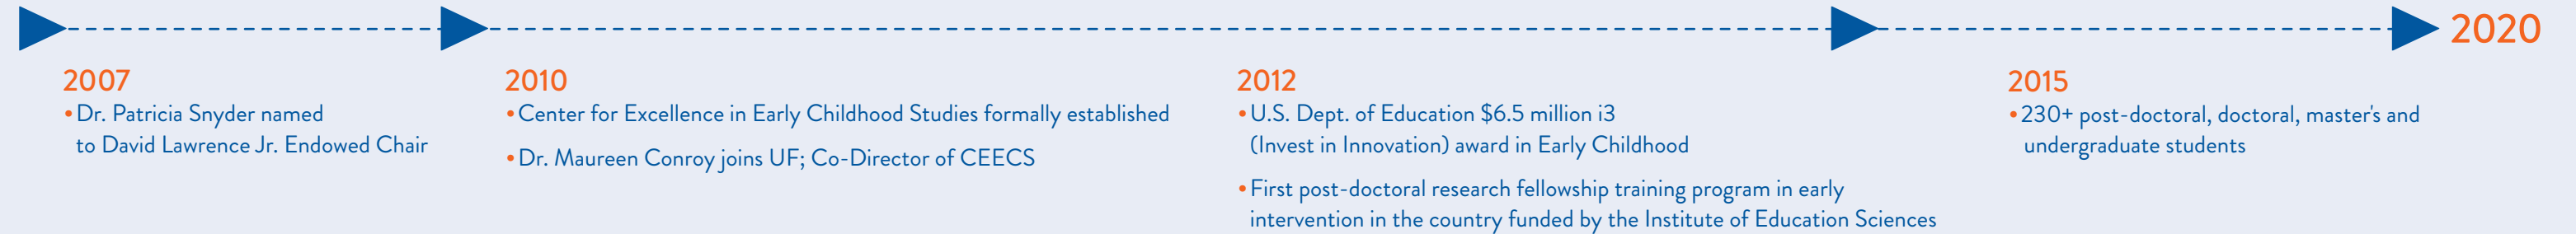 2020
2007
•Dr. Patricia Snyder named
to David Lawrence Jr. Endowed Chair
2010
•Center for Excellence in Early Childhood Studies formally established
•Dr. Maureen Conroy joins UF; Co-Director of CEECS
2012
•U.S. Dept. of Education $6.5 million i3
(Invest in Innovation) award in Early Childhood
•First post-doctoral research fellowship training program in early
intervention in the country funded by the Institute of Education Sciences
2015
•230+ post-doctoral, doctoral, master's and
undergraduate students